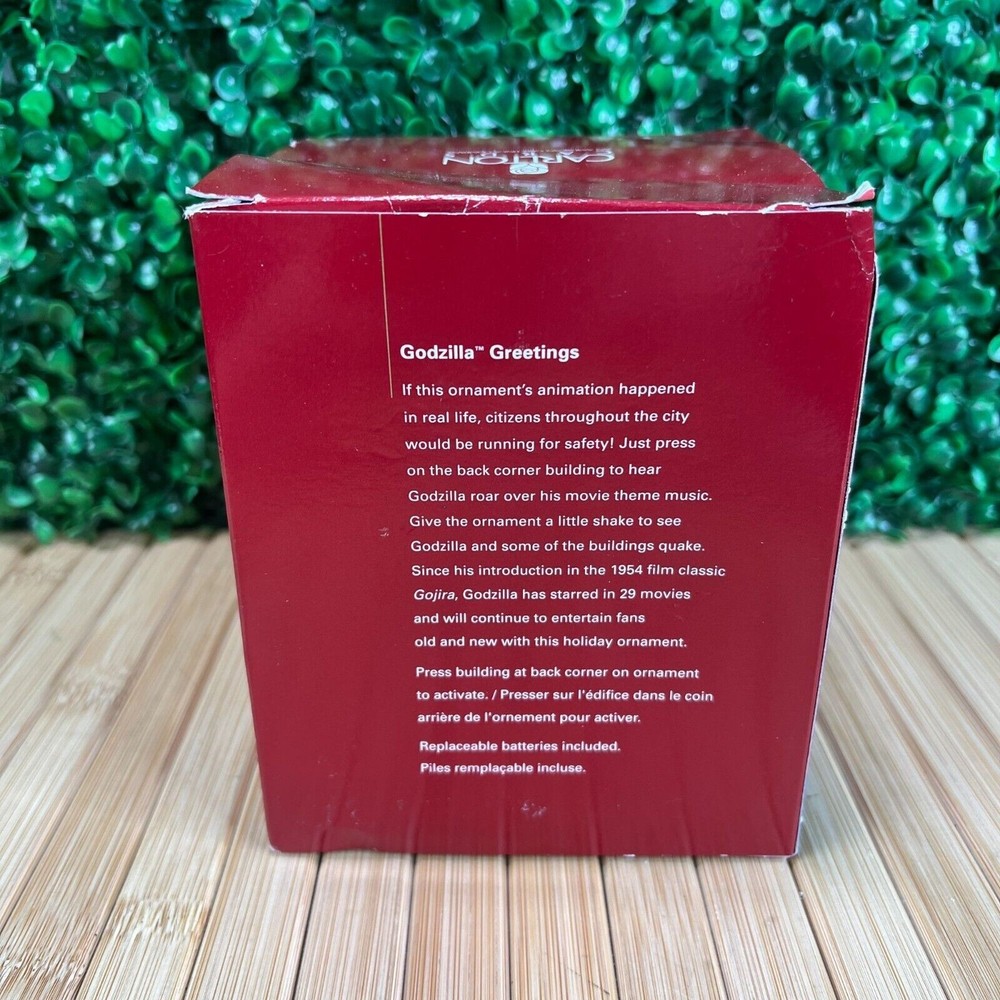 CARLTON
Godzilla™ Greetings
If this ornament's animation happened
in real life, citizens throughout the city
would be running for safety! Just press
on the back corner building to hear
Godzilla roar over his movie theme music.
Give the ornament a little shake to see
Godzilla and some of the buildings quake.
Since his introduction in the 1954 film classic
Gojira, Godzilla has starred in 29 movies
and will continue to entertain fans
old and new with this holiday ornament.
Press building at back corner on ornament
to activate. / Presser sur l'édifice dans le coin
arrière de l'ornement pour activer.
Replaceable batteries included.
Piles remplaçable incluse.